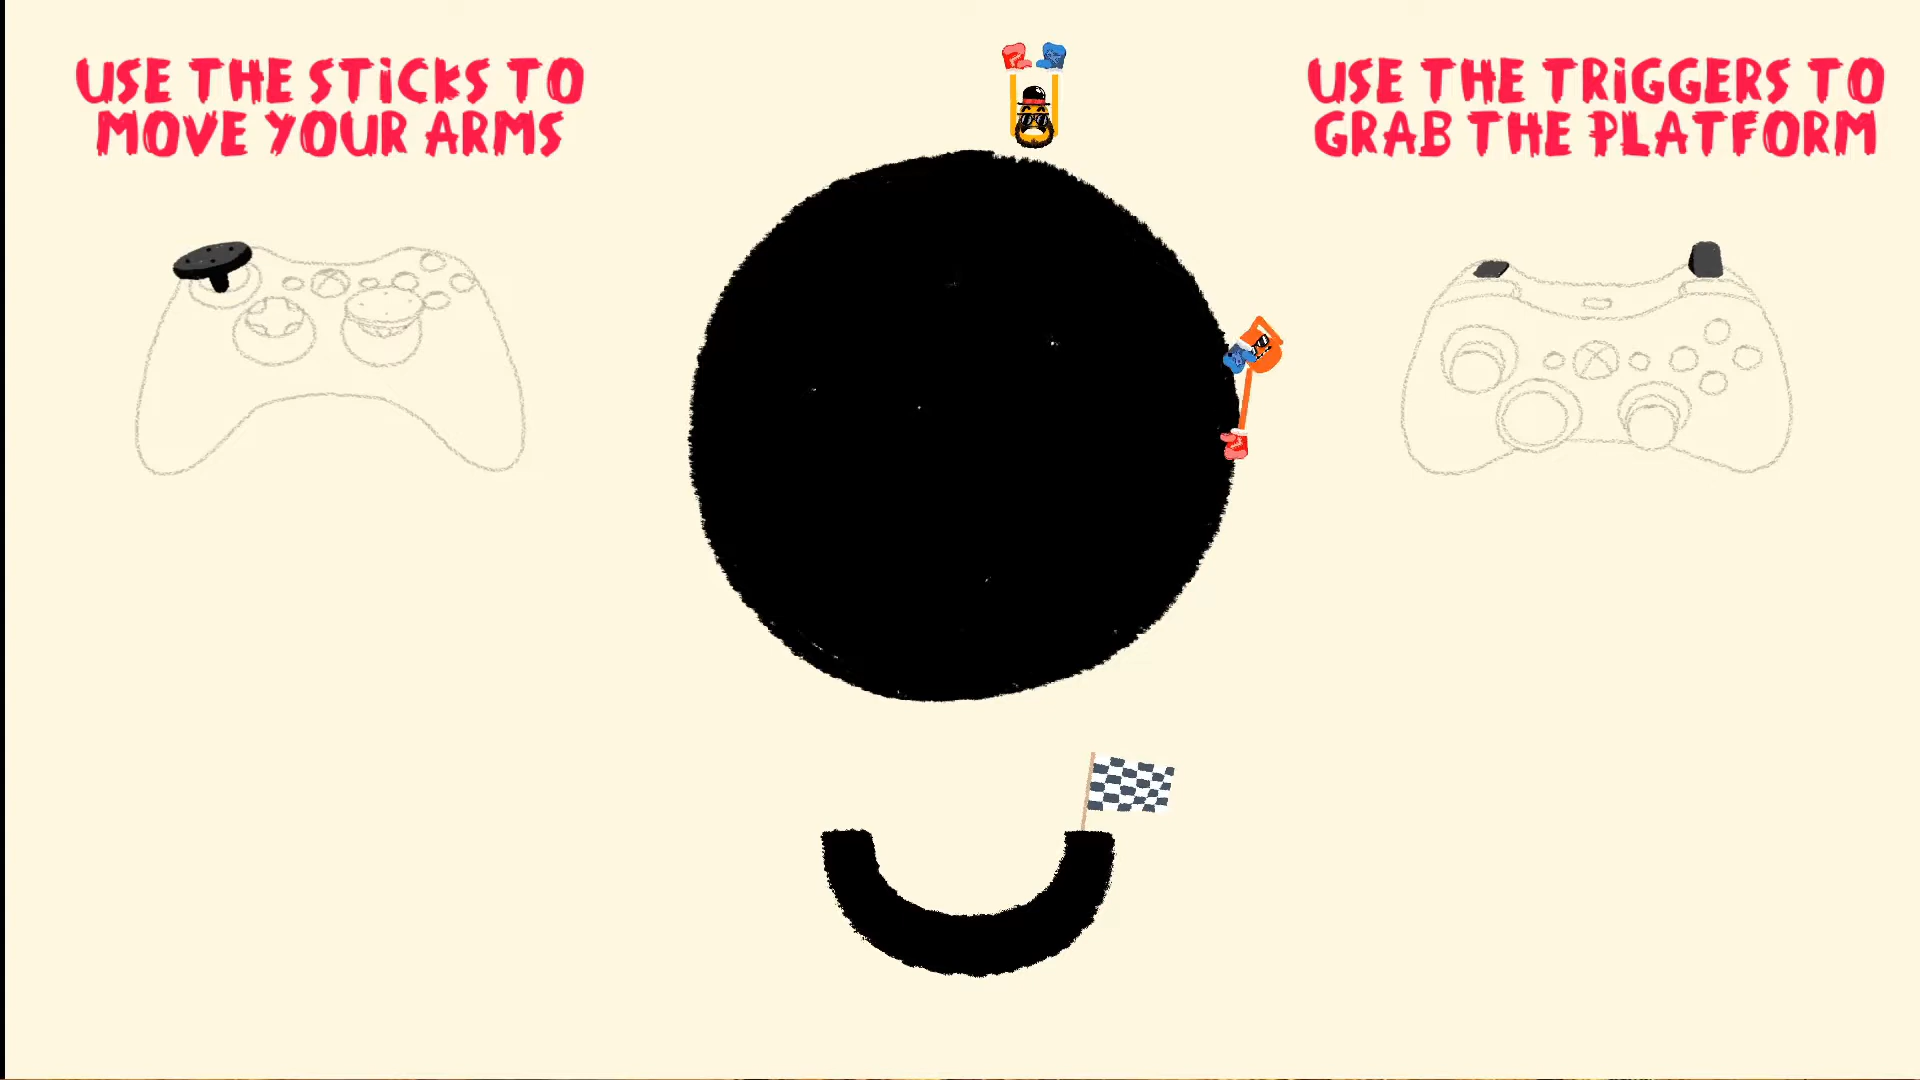 USE THE STICKS TO
MOVE YOUR ARMS
USE THE TRIGGERS TO
GRAB THE PLATFORM